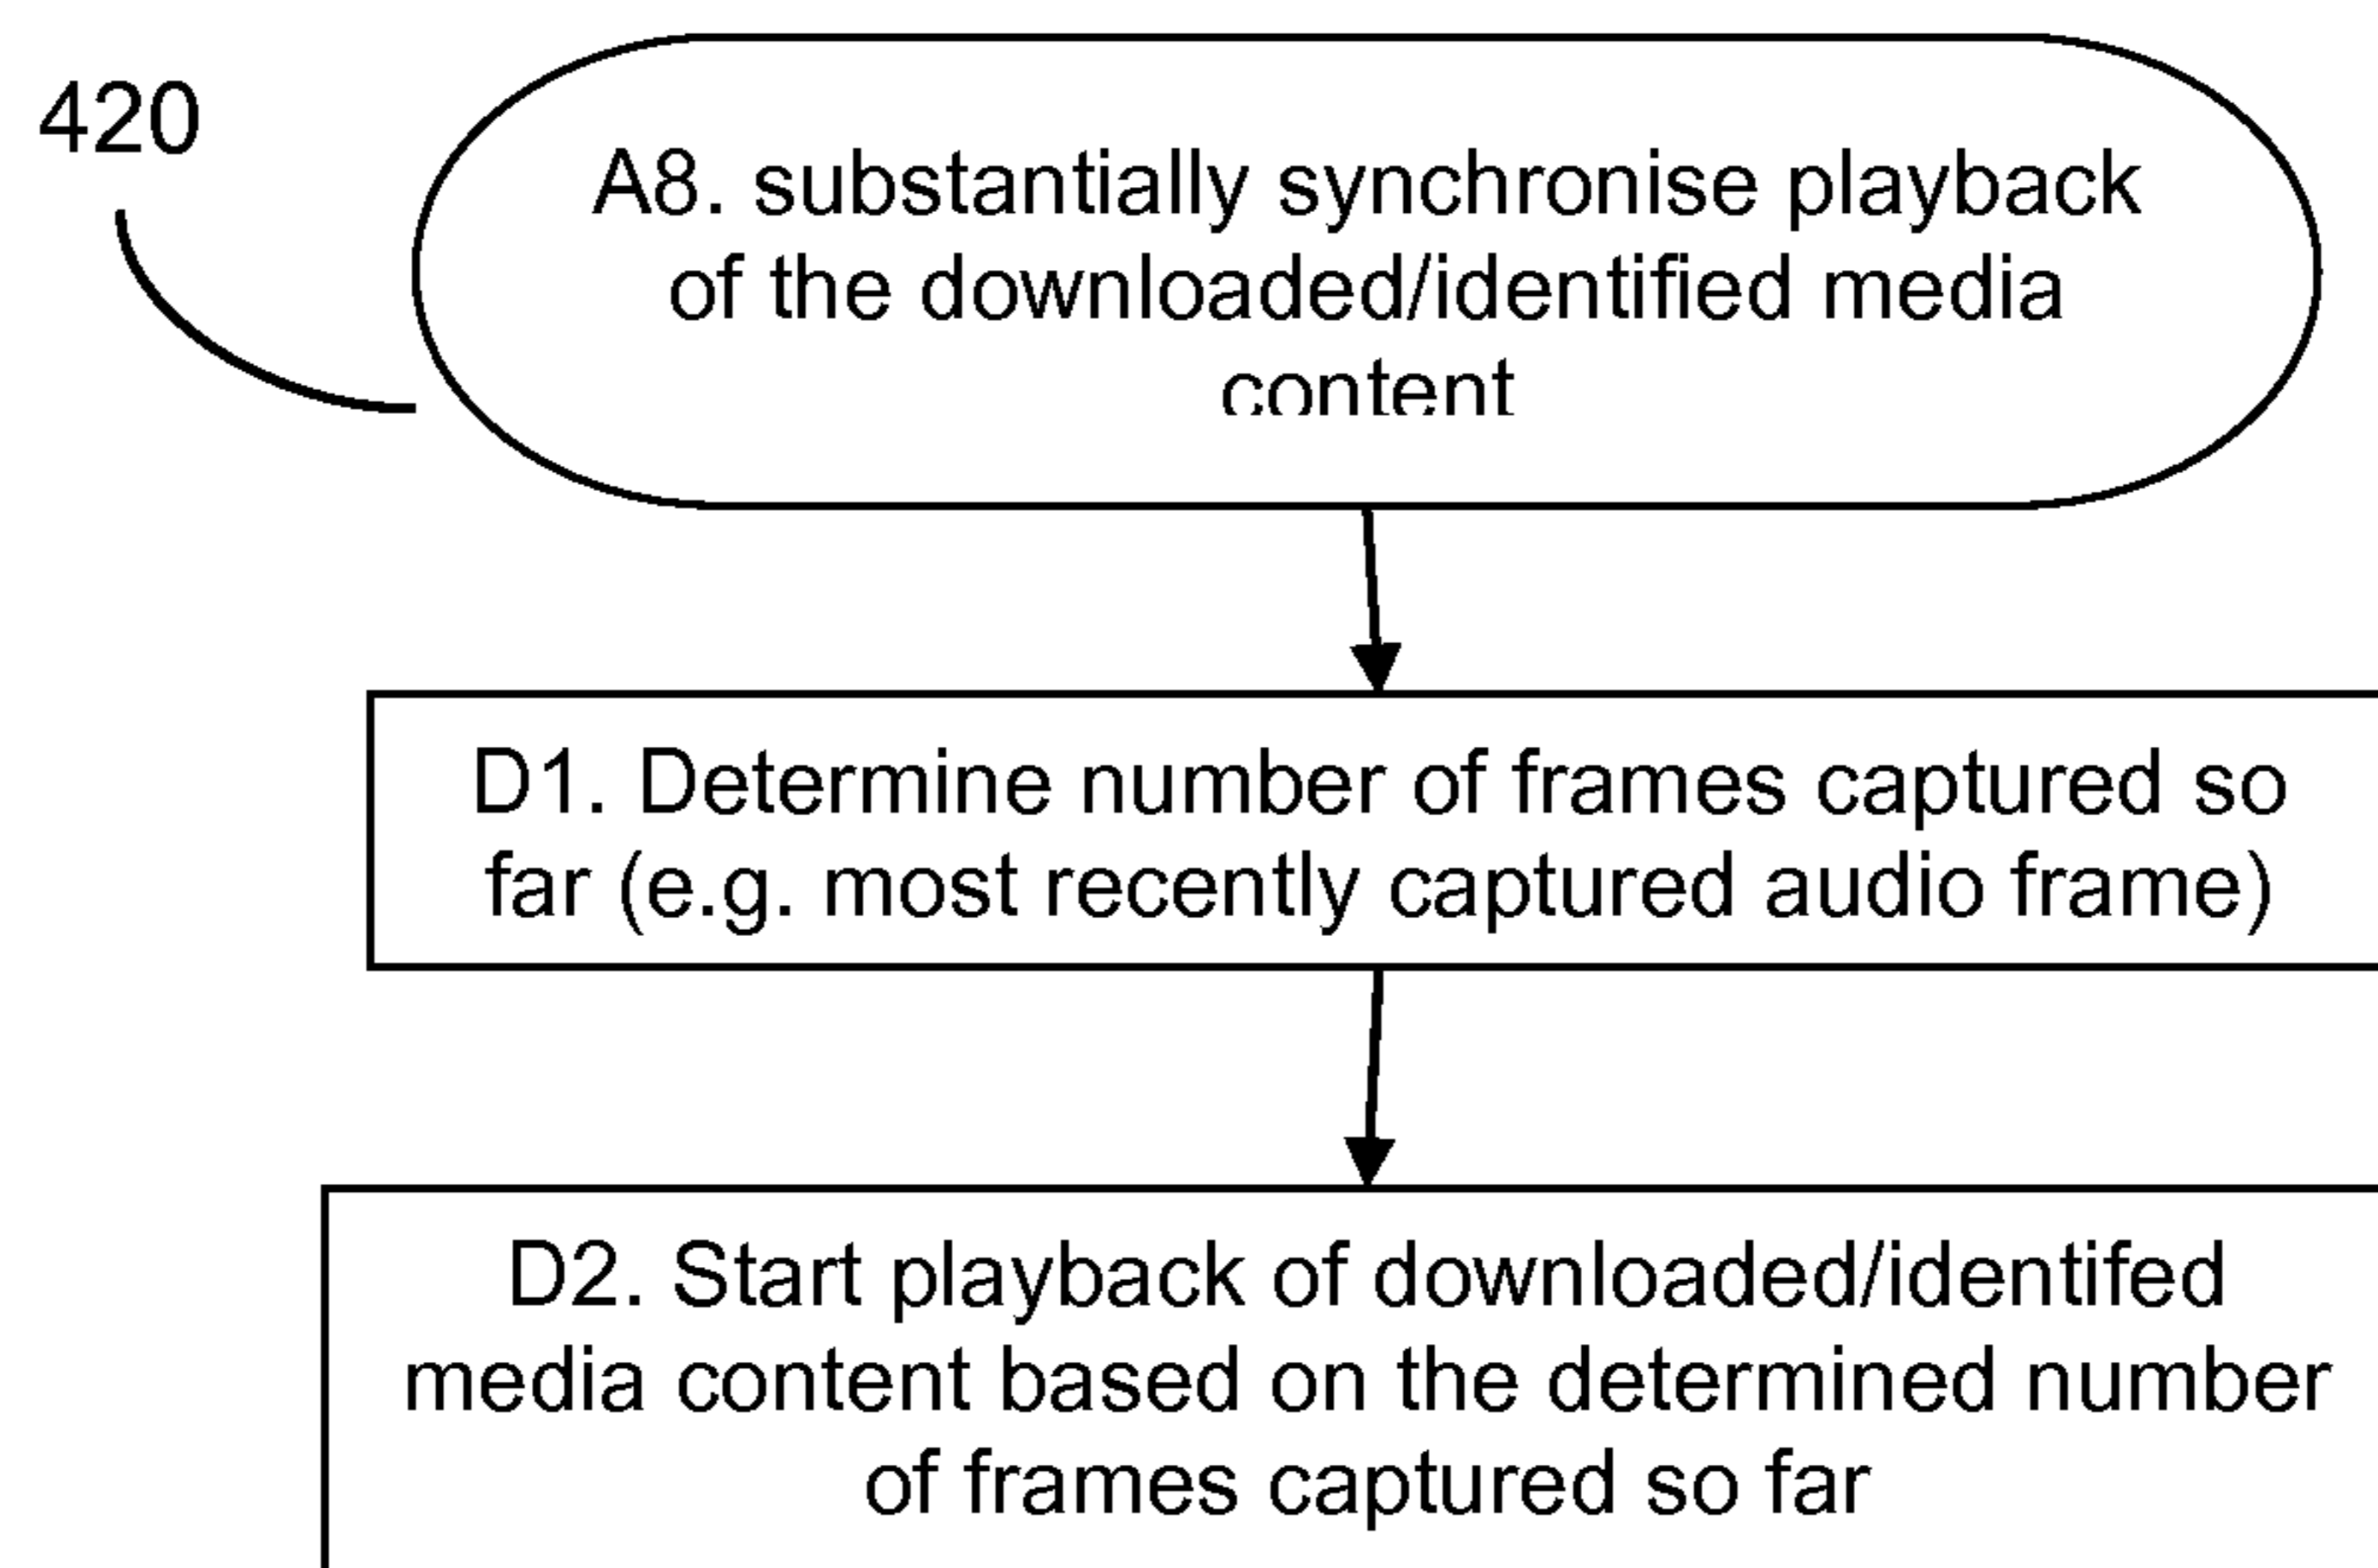 420
A8. substantially synchronise playback
of the downloaded/identified media
content
D1. Determine number of frames captured so
far (e.g. most recently captured audio frame)
D2. Start playback of downloaded/identifed
media content based on the determined number
of frames captured so far